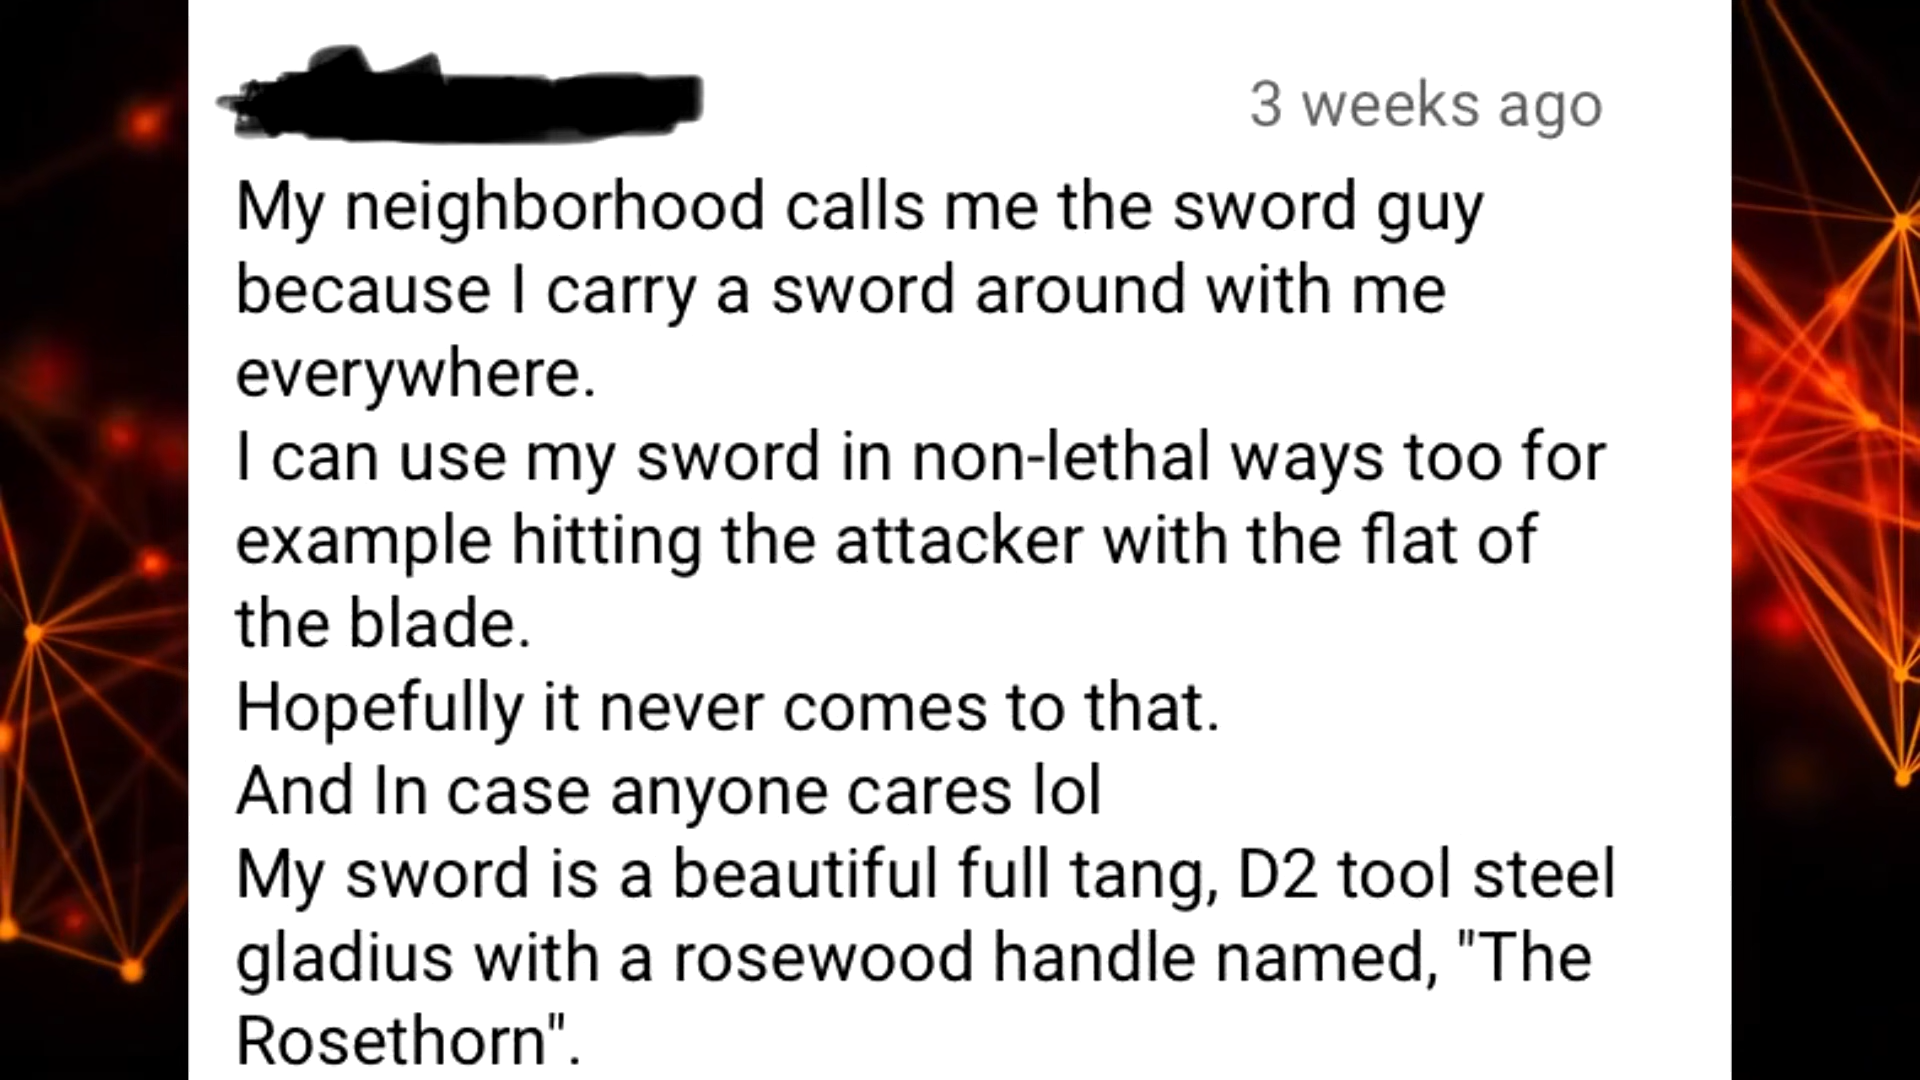 3 weeks ago
My neighborhood calls me the sword guy
because I carry a sword around with me
everywhere.
I can use my sword in non-lethal ways too for
example hitting the attacker with the flat of
the blade.
Hopefully it never comes to that.
And In case anyone cares lol
My sword is a beautiful full tang, D2 tool steel
gladius with a rosewood handle named, "The
Rosethorn".